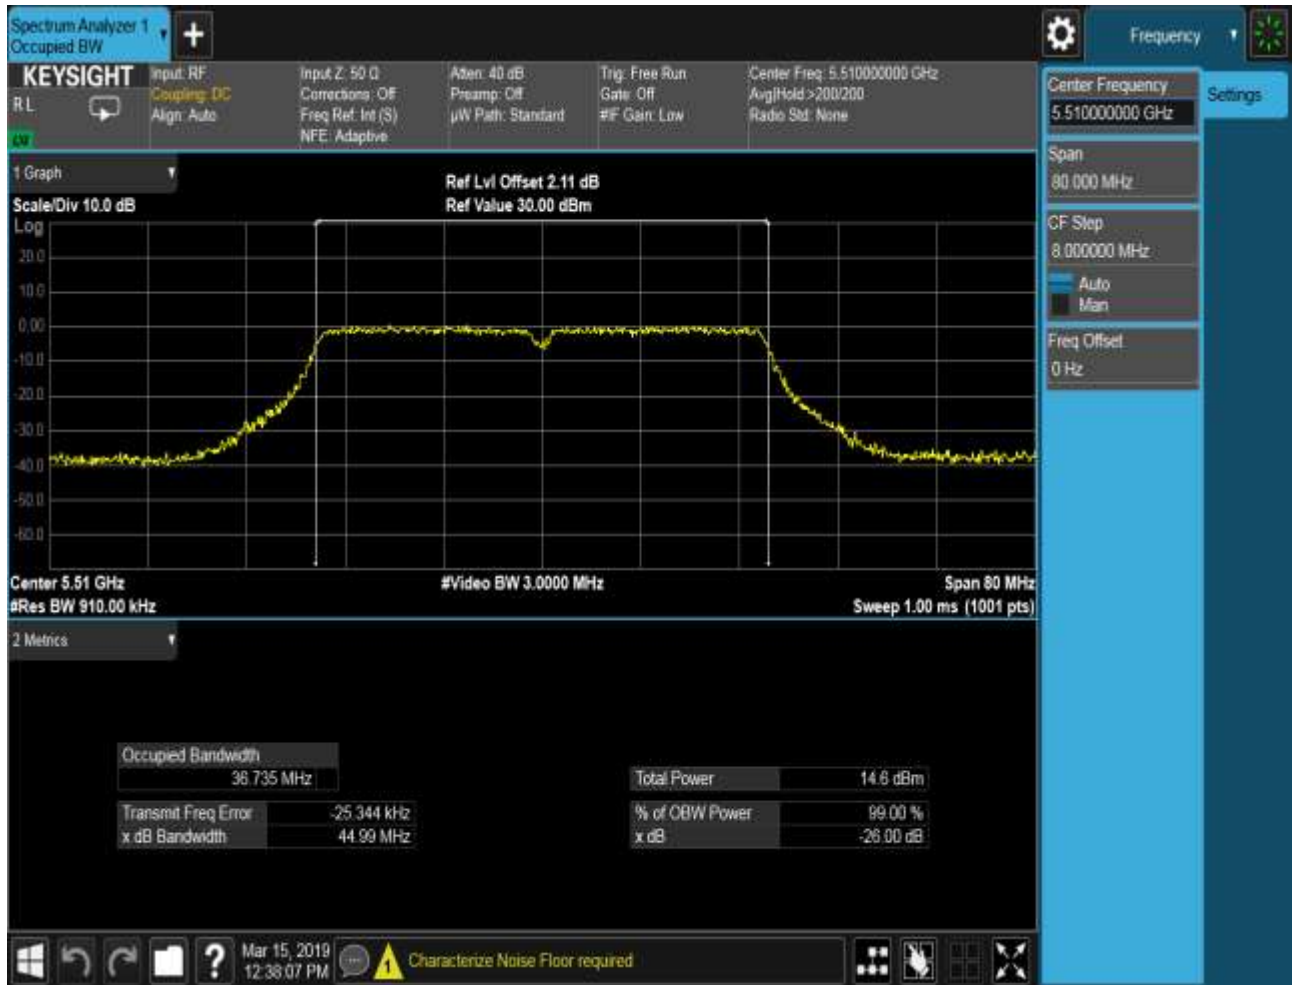 Spectrum Analyzer 1
Occupied BW
Frequency
KEYSIGHT
R L
Input: RF
Coupling: DC
Align: Auto
Input Z: 50 Ω
Corrections: Off
Freq Ref: Int (S)
NFE: Adaptive
Atten: 40 dB
Preamp: Off
µW Path: Standard
Trig: Free Run
Gate: Off
#IF Gain: Low
Center Freq: 5.510000000 GHz
Avg|Hold:>200/200
Radio Std: None
Center Frequency
5.510000000 GHz
Settings
Span
80.000 MHz
CF Step
8.000000 MHz
Auto
Man
Freq Offset
0 Hz
1 Graph
Scale/Div 10.0 dB
Ref Lvl Offset 2.11 dB
Ref Value 30.00 dBm
Log
20.0
10.0
0.00
-10.0
-20.0
-30.0
-40.0
-50.0
-60.0
Center 5.51 GHz
#Video BW 3.0000 MHz
Span 80 MHz
#Res BW 910.00 kHz
Sweep 1.00 ms (1001 pts)
2 Metrics
Occupied Bandwidth
36.735 MHz
Total Power 14.6 dBm
Transmit Freq Error -25.344 kHz
% of OBW Power 99.00 %
x dB Bandwidth 44.99 MHz
x dB -26.00 dB
?
Mar 15, 2019
12:38:07 PM
1
Characterize Noise Floor required